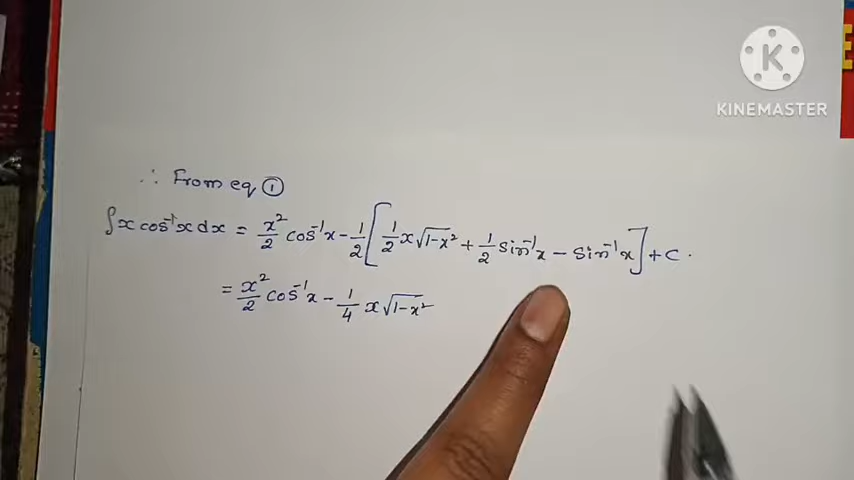 KINEMASTER
∴ From eq ①
∫x cos⁻¹x dx = x²/2 cos⁻¹x - 1/2 [1/2 x√1-x² + 1/2 sin⁻¹x - sin⁻¹x] + c.
= x²/2 cos⁻¹x - 1/4 x√1-x²